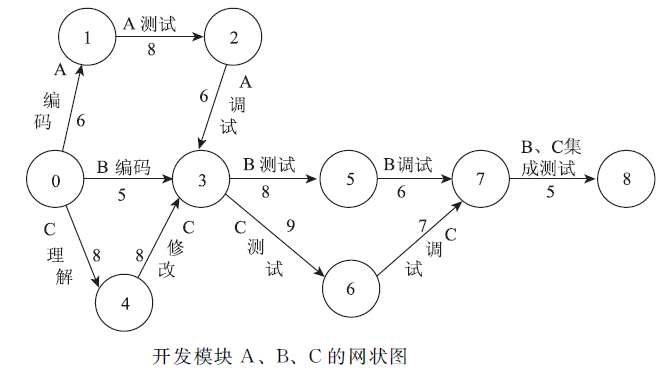 1
A 测试
8
2
A
编
码
6
6
A
调
试
0
B 编码
5
3
B 测试
8
5
B调试
6
7
B、C集
成测试
5
8
C
理
解
8
8
C
修
改
C
测
试
9
7
C
调
试
4
6
开发模块 A、B、C 的网状图